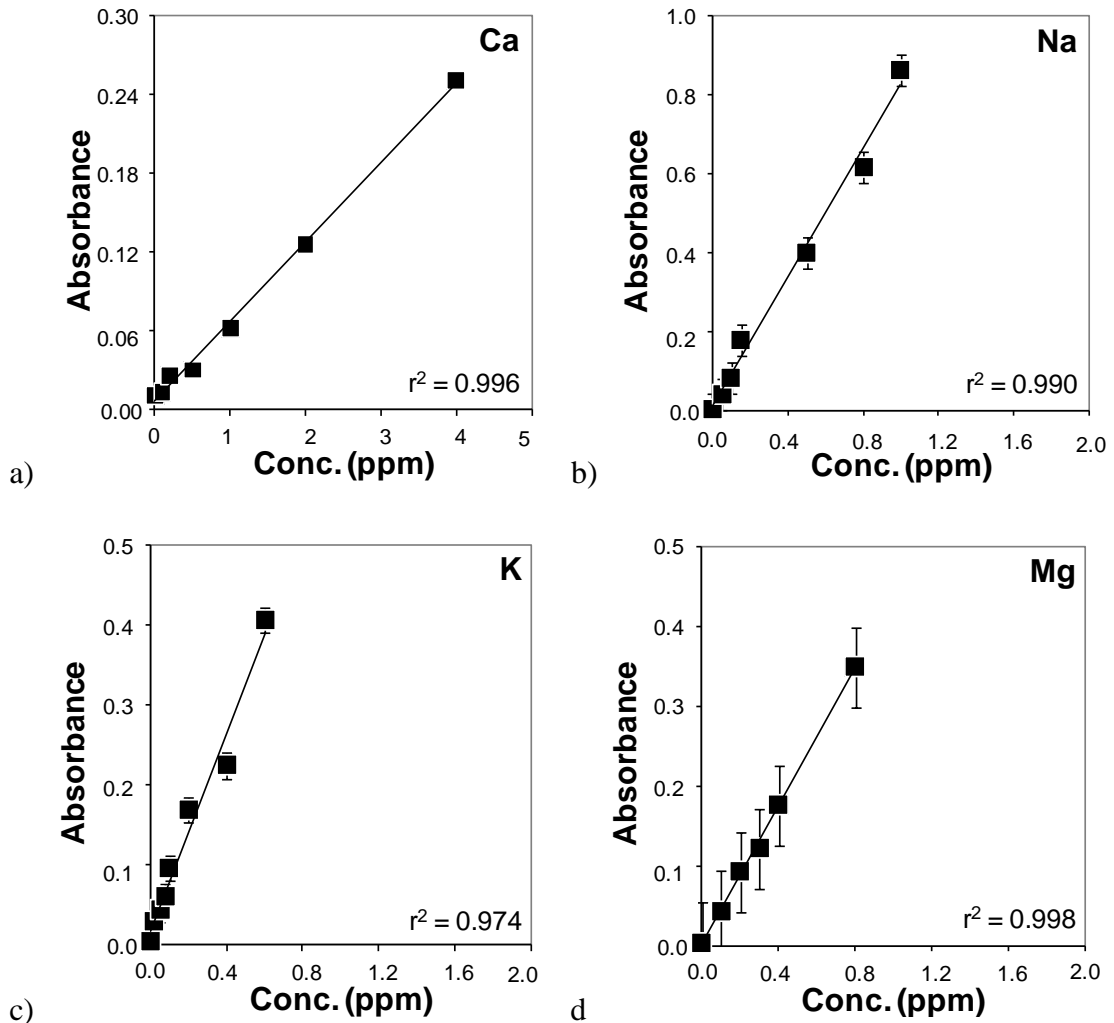 0.30
Ca
0.24
0.18
0.12
0.06
0.00
Absorbance
r² = 0.996
0 1 2 3 4 5
Conc. (ppm)
a)
1.0
Na
0.8
0.6
0.4
0.2
0.0
Absorbance
r² = 0.990
0.0 0.4 0.8 1.2 1.6 2.0
Conc. (ppm)
b)
0.5
K
0.4
0.3
0.2
0.1
0.0
Absorbance
r² = 0.974
0.0 0.4 0.8 1.2 1.6 2.0
Conc. (ppm)
c)
0.5
Mg
0.4
0.3
0.2
0.1
0.0
Absorbance
r² = 0.998
0.0 0.4 0.8 1.2 1.6 2.0
Conc. (ppm)
d